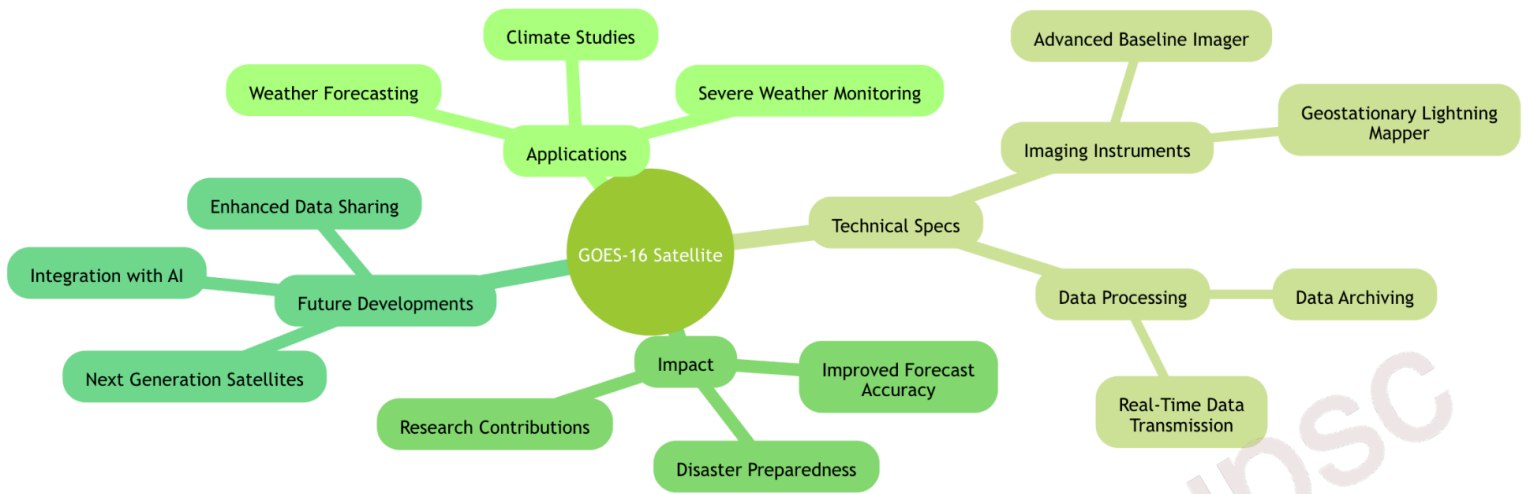 GOES-16 Satellite
Applications
Weather Forecasting
Climate Studies
Severe Weather Monitoring
Technical Specs
Imaging Instruments
Advanced Baseline Imager
Geostationary Lightning
Mapper
Data Processing
Data Archiving
Real-Time Data
Transmission
Impact
Improved Forecast
Accuracy
Disaster Preparedness
Research Contributions
Future Developments
Enhanced Data Sharing
Integration with AI
Next Generation Satellites